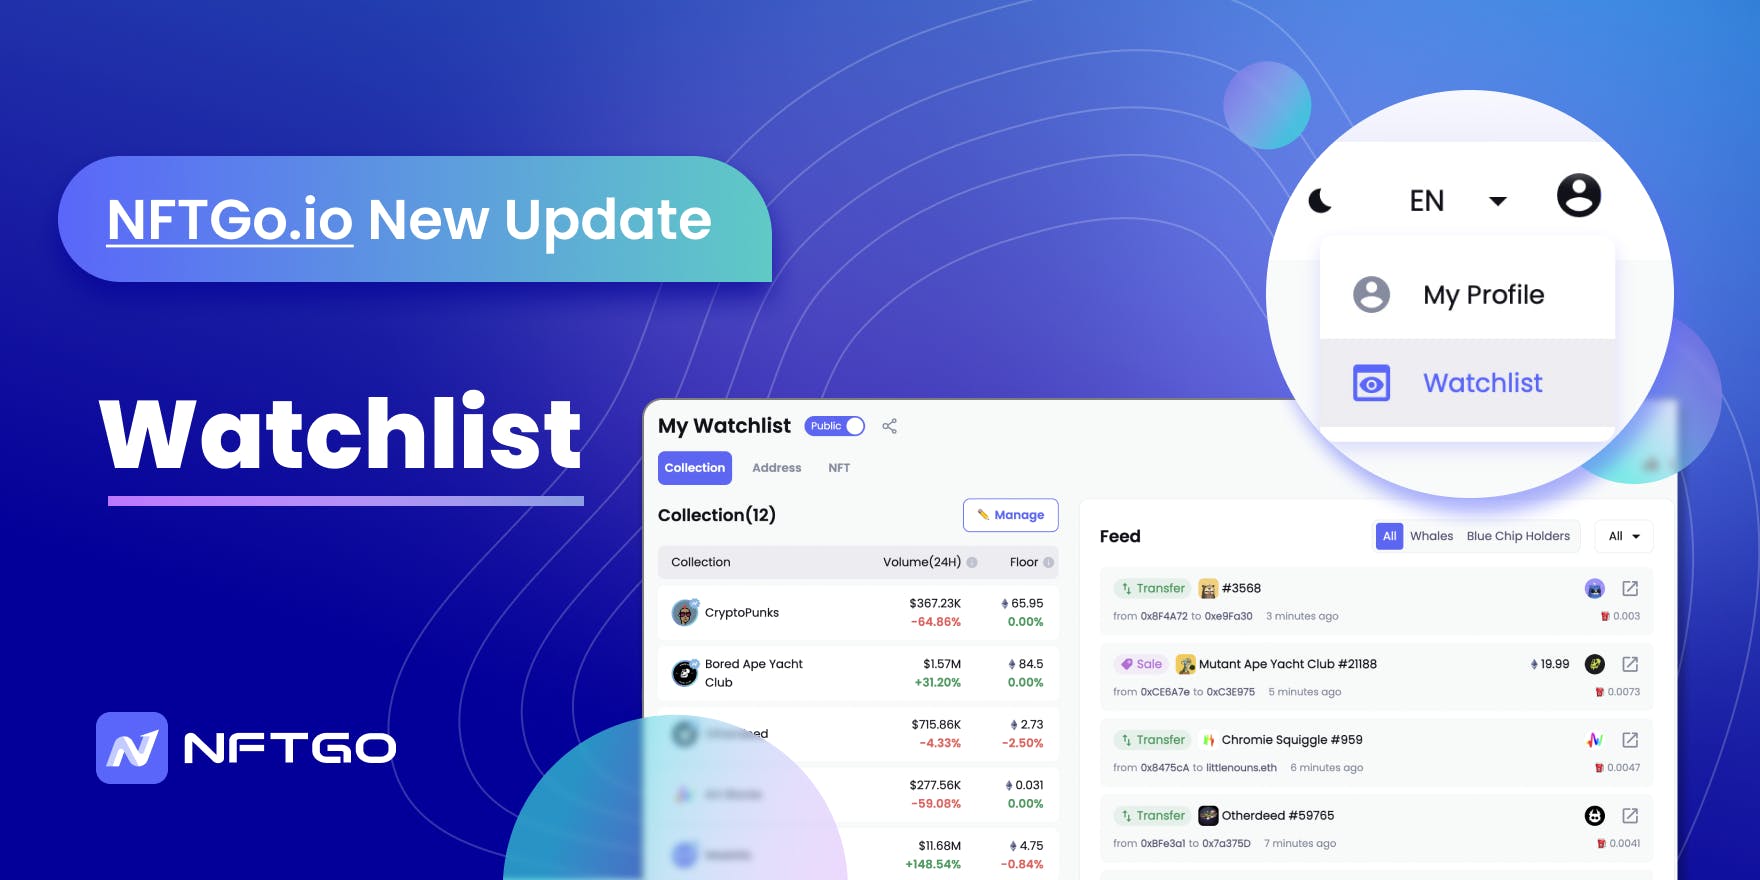 NFTGo.io New Update
Watchlist
NFTGO
EN
My Profile
Watchlist
My Watchlist Public
Collection Address NFT
Collection(12) Manage
Collection Volume(24H) Floor
CryptoPunks $367.23K 65.95
-64.86% 0.00%
Bored Ape Yacht $1.57M 84.5
Club +31.20% 0.00%
$715.86K 2.73
-4.33% -2.50%
$277.56K 0.031
-59.08% 0.00%
$11.68M 4.75
+148.54% -0.84%
Feed All Whales Blue Chip Holders All
Transfer #3568
from 0x8F4A72 to 0xe9Fa30 3 minutes ago 0.003
Sale Mutant Ape Yacht Club #21188 19.99
from 0xCE6A7e to 0xC3E975 5 minutes ago 0.0073
Transfer Chromie Squiggle #959
from 0x8475cA to littlenouns.eth 6 minutes ago 0.0047
Transfer Otherdeed #59765
from 0xBFe3a1 to 0x7a375D 7 minutes ago 0.0041